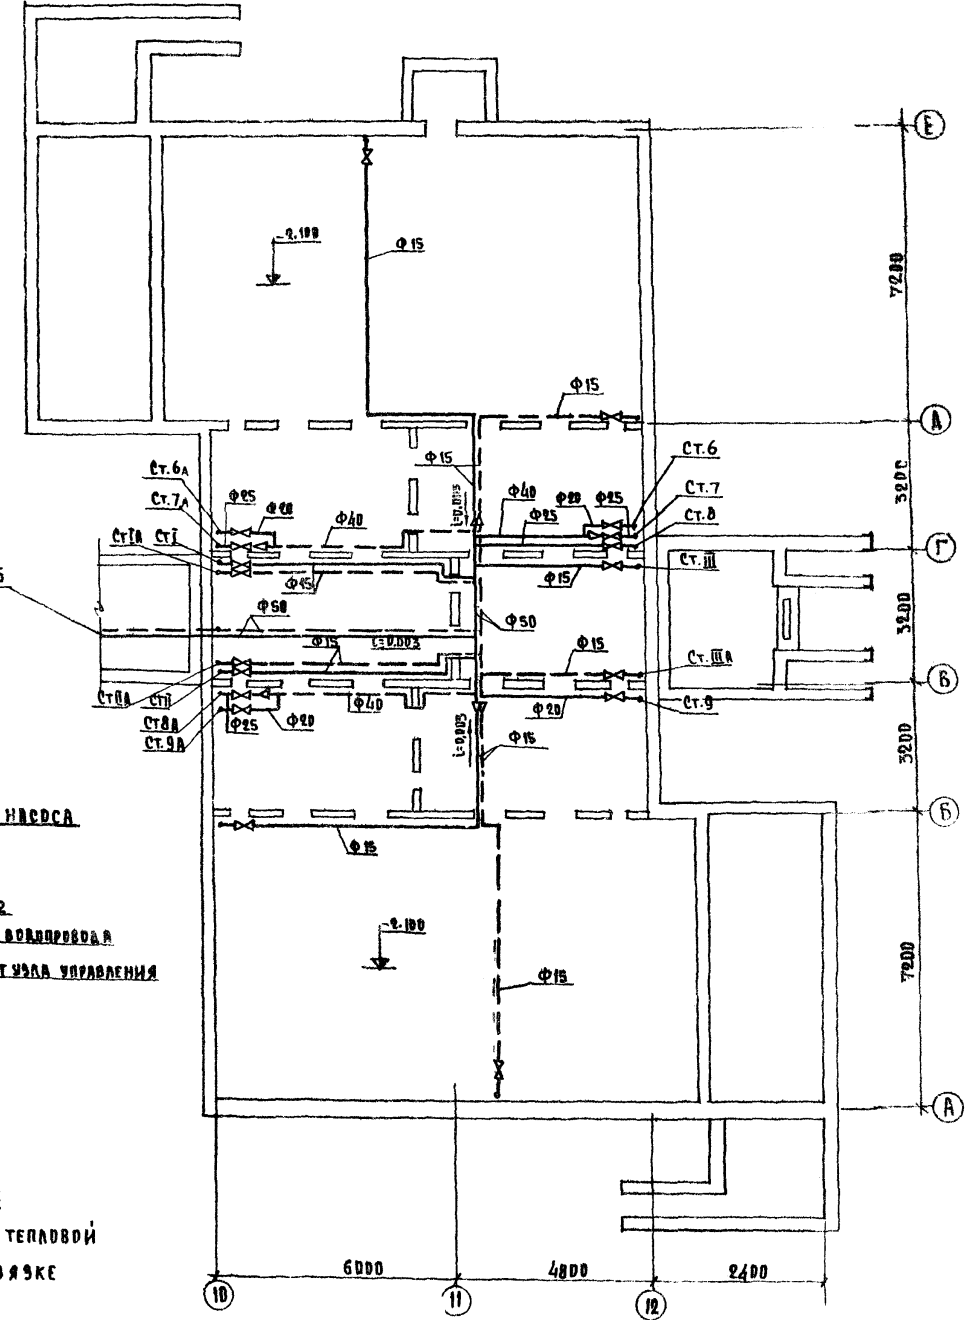 Е
-2.100
Ф15
7200
Ф15
А
Ст.6А
Ст.7А
СтIА
СтI
Ф25
Ф20
Ф40
Ф15
i=0.003
Ф40
Ф25
Ф20
Ф25
Ст.6
Ст.7
Ст.8
3200
Г
Ф15
Ф15
Ст.III
5
Ф50
Ф15
i=0.003
Ф50
Ф15
Ст.IIIА
3200
В
СтIIА
СтII
Ст8А
Ст.9А
Ф25
Ф20
Ф40
i=0.003
Ф15
Ф20
Ст.9
3200
НАСОСА
Ф15
Б
2
ВОДОПРОВОДА
Т УЗЛА УПРАВЛЕНИЯ
-2.100
Ф15
7200
А
ТЕПЛОВОЙ
ВЯЗКЕ
6000
4800
2400
10
11
12